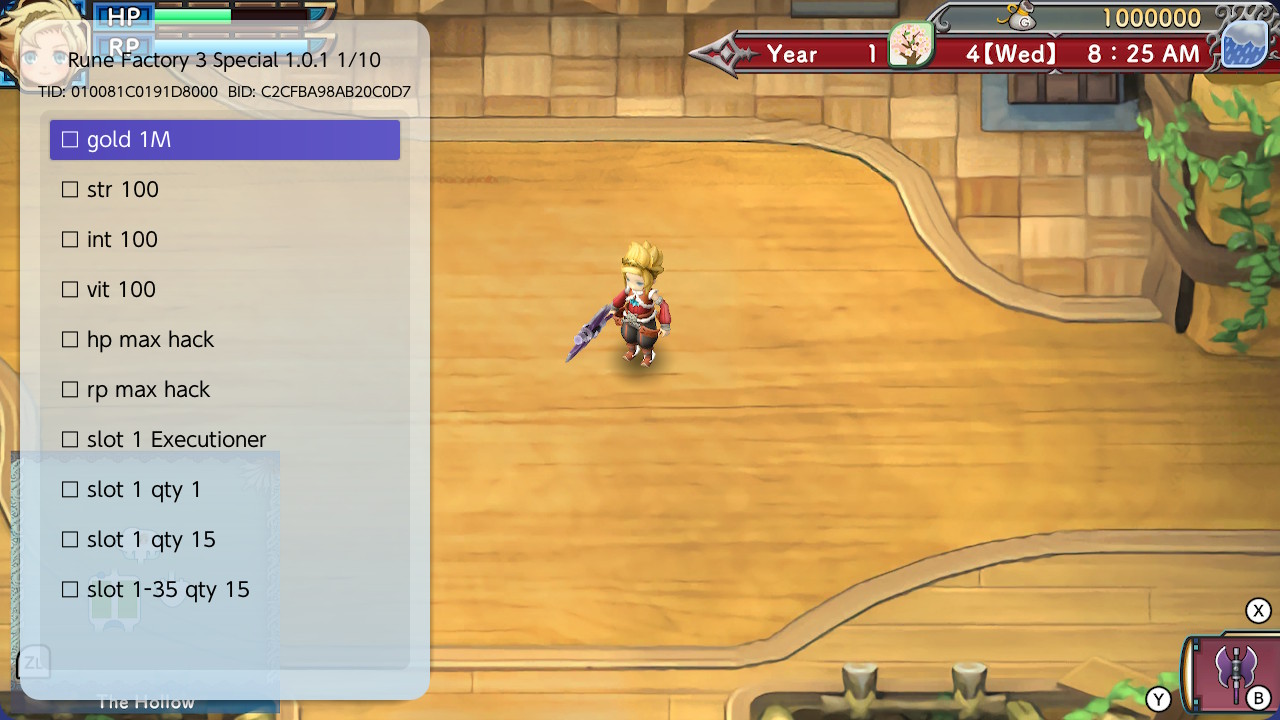 HP
RP
Rune Factory 3 Special 1.0.1 1/10
TID: 010081C0191D8000 BID: C2CFBA98AB20C0D7
G
1000000
Year 1 4【Wed】 8 : 25 AM
□ gold 1M
□ str 100
□ int 100
□ vit 100
□ hp max hack
□ rp max hack
□ slot 1 Executioner
□ slot 1 qty 1
□ slot 1 qty 15
□ slot 1-35 qty 15
X
ZL
Y
B
The Hollow